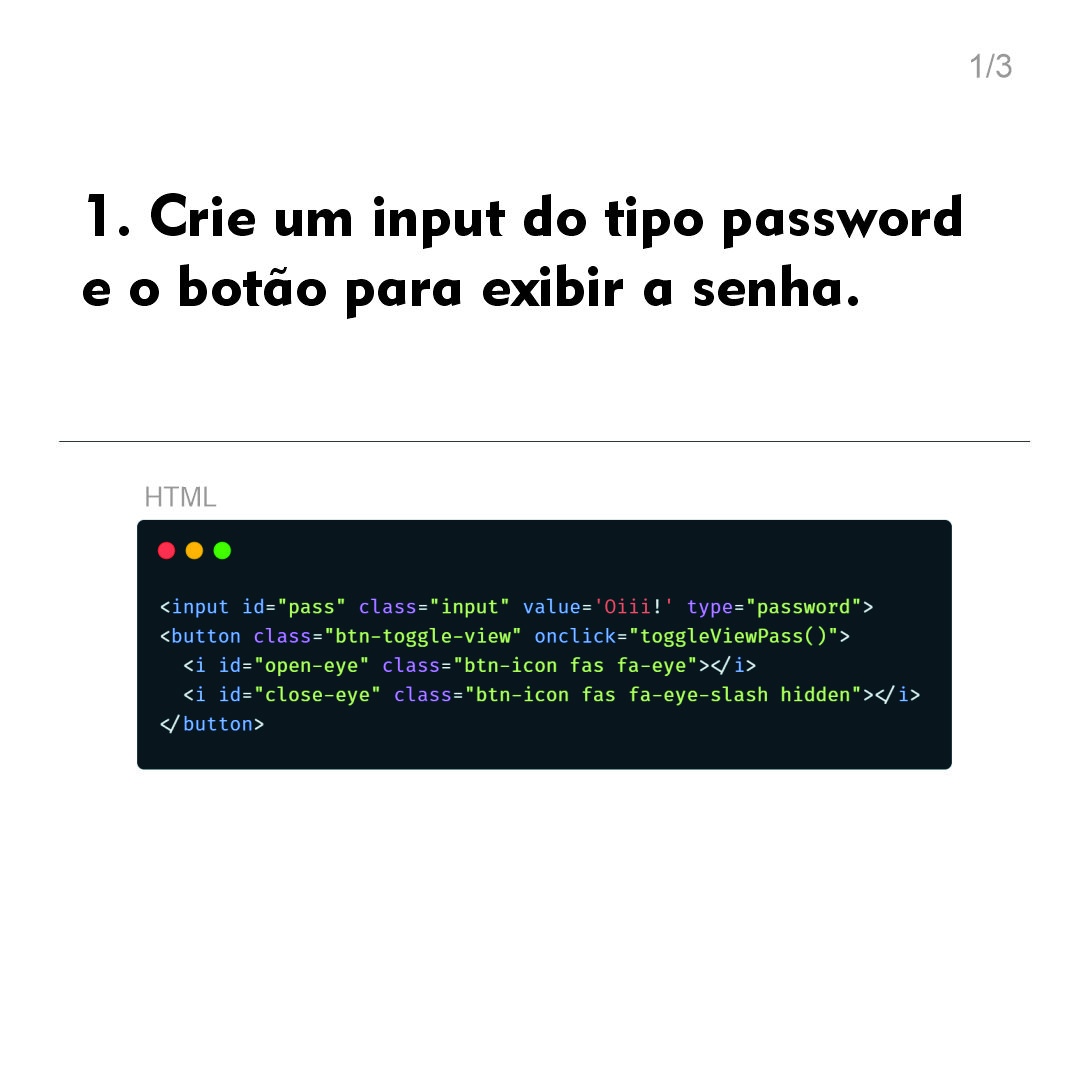 1/3
1. Crie um input do tipo password
e o botão para exibir a senha.
HTML
<input id="pass" class="input" value='Oiii!' type="password">
<button class="btn-toggle-view" onclick="toggleViewPass()">
  <i id="open-eye" class="btn-icon fas fa-eye"></i>
  <i id="close-eye" class="btn-icon fas fa-eye-slash hidden"></i>
</button>